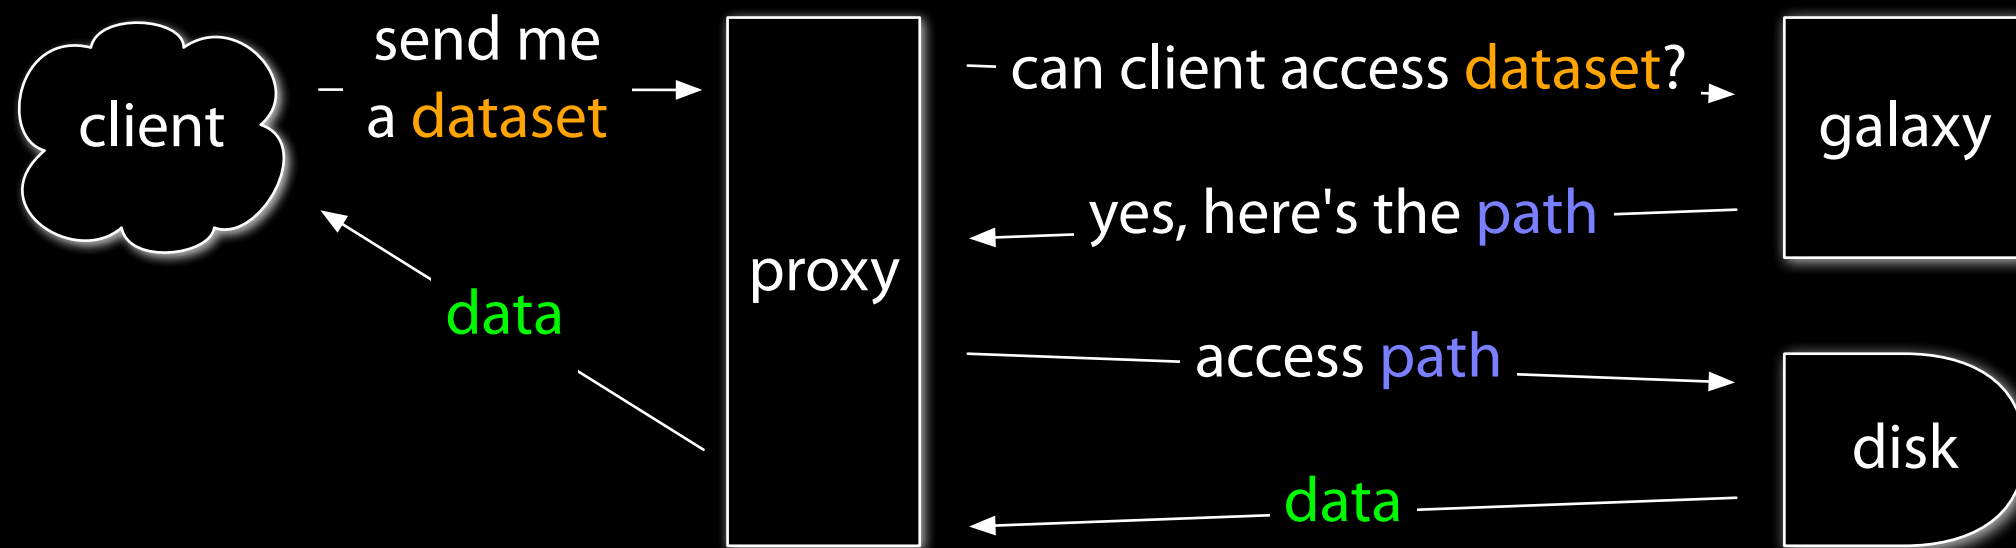 client
send me
a dataset
proxy
can client access dataset?
galaxy
yes, here's the path
data
access path
disk
data